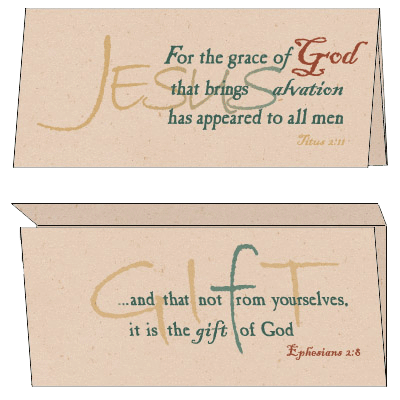 JESUS
For the grace of God
that brings Salvation
has appeared to all men
Titus 2:11
GIFT
...and that not from yourselves,
it is the gift of God
Ephesians 2:8